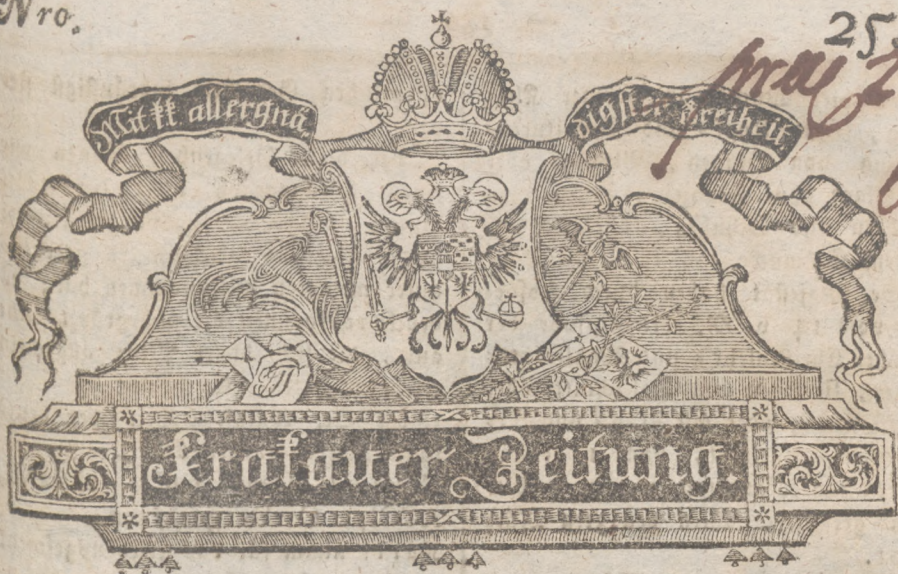 Nro. 25
Mit kk allergnä, digster Freiheit,
Krakauer Zeitung.